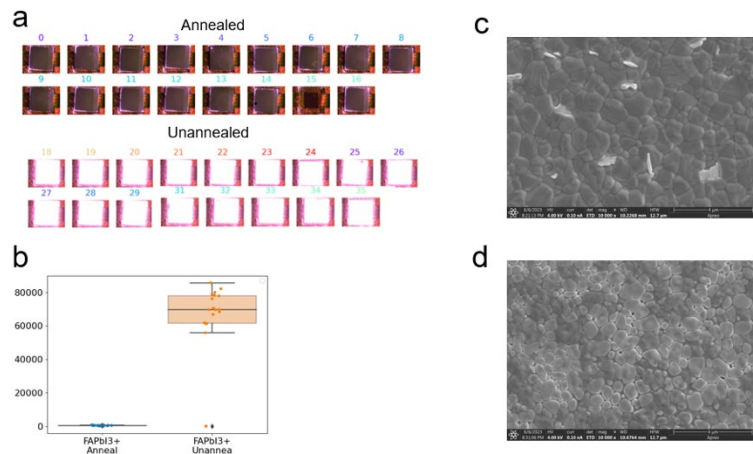 a
Annealed
0 1 2 3 4 5 6 7 8
9 10 11 12 13 14 15 16
Unannealed
18 19 20 21 22 23 24 25 26
27 28 29 31 32 33 34 35
b
80000
60000
40000
20000
0
FAPbI3+ FAPbI3+
Anneal Unannea
c
d